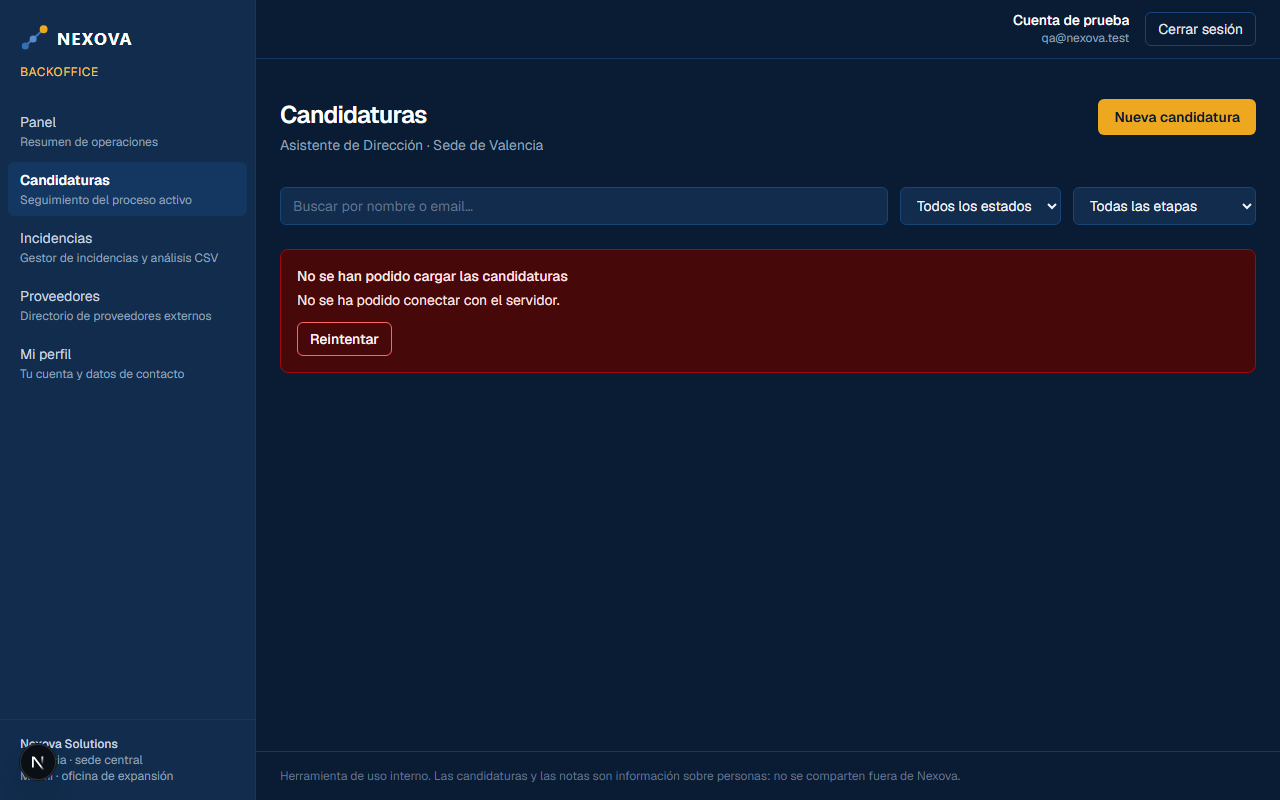 NEXOVA
BACKOFFICE
Panel
Resumen de operaciones
Candidaturas
Seguimiento del proceso activo
Incidencias
Gestor de incidencias y análisis CSV
Proveedores
Directorio de proveedores externos
Mi perfil
Tu cuenta y datos de contacto
Nexova Solutions
· sede central
· oficina de expansión
N
Cuenta de prueba
qa@nexova.test
Cerrar sesión
Candidaturas
Asistente de Dirección · Sede de Valencia
Nueva candidatura
Buscar por nombre o email...
Todos los estados
Todas las etapas
No se han podido cargar las candidaturas
No se ha podido conectar con el servidor.
Reintentar
Herramienta de uso interno. Las candidaturas y las notas son información sobre personas: no se comparten fuera de Nexova.